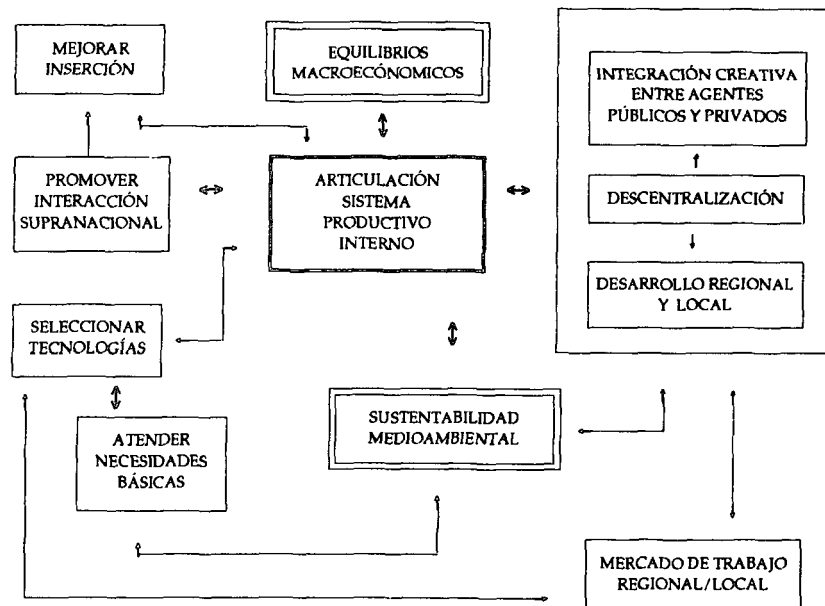 MEJORAR
INSERCIÓN
EQUILIBRIOS
MACROECÓNOMICOS
INTEGRACIÓN CREATIVA
ENTRE AGENTES
PÚBLICOS Y PRIVADOS
PROMOVER
INTERACCIÓN
SUPRANACIONAL
ARTICULACIÓN
SISTEMA
PRODUCTIVO
INTERNO
DESCENTRALIZACIÓN
DESARROLLO REGIONAL
Y LOCAL
SELECCIONAR
TECNOLOGÍAS
SUSTENTABILIDAD
MEDIOAMBIENTAL
ATENDER
NECESIDADES
BÁSICAS
MERCADO DE TRABAJO
REGIONAL/LOCAL